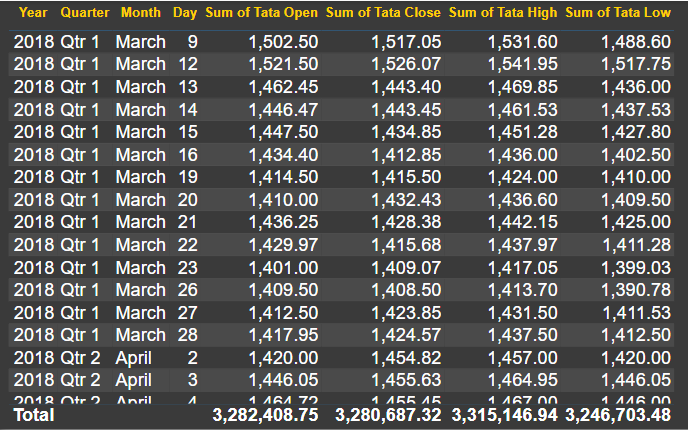 Year Quarter Month Day Sum of Tata Open Sum of Tata Close Sum of Tata High Sum of Tata Low
2018 Qtr 1 March 9 1,502.50 1,517.05 1,531.60 1,488.60
2018 Qtr 1 March 12 1,521.50 1,526.07 1,541.95 1,517.75
2018 Qtr 1 March 13 1,462.45 1,443.40 1,469.85 1,436.00
2018 Qtr 1 March 14 1,446.47 1,443.45 1,461.53 1,437.53
2018 Qtr 1 March 15 1,447.50 1,434.85 1,451.28 1,427.80
2018 Qtr 1 March 16 1,434.40 1,412.85 1,436.00 1,402.50
2018 Qtr 1 March 19 1,414.50 1,415.50 1,424.00 1,410.00
2018 Qtr 1 March 20 1,410.00 1,432.43 1,436.60 1,409.50
2018 Qtr 1 March 21 1,436.25 1,428.38 1,442.15 1,425.00
2018 Qtr 1 March 22 1,429.97 1,415.68 1,437.97 1,411.28
2018 Qtr 1 March 23 1,401.00 1,409.07 1,417.05 1,399.03
2018 Qtr 1 March 26 1,409.50 1,408.50 1,413.70 1,390.78
2018 Qtr 1 March 27 1,412.50 1,423.85 1,431.50 1,411.53
2018 Qtr 1 March 28 1,417.95 1,424.57 1,437.50 1,412.50
2018 Qtr 2 April 2 1,420.00 1,454.82 1,457.00 1,420.00
2018 Qtr 2 April 3 1,446.05 1,455.63 1,464.95 1,446.05
2018 Qtr 2 April 4 1,464.72 1,455.45 1,467.00 1,446.00
Total 3,282,408.75 3,280,687.32 3,315,146.94 3,246,703.48